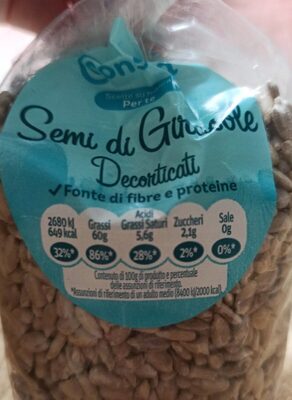 Semi di Girasole
Decorticati
✓Fonte di fibre e proteine
2680 kJ
649 kcal
32%*
Grassi
60g
86%*
Acidi
Grassi Saturi
5,6g
28%*
Zuccheri
2,1g
2%*
Sale
0g
0%*
Contenuto di 100g di prodotto e percentuale
delle assunzioni di riferimento.
*Assunzioni di riferimento di un adulto medio (8400 kJ/2000 kcal).